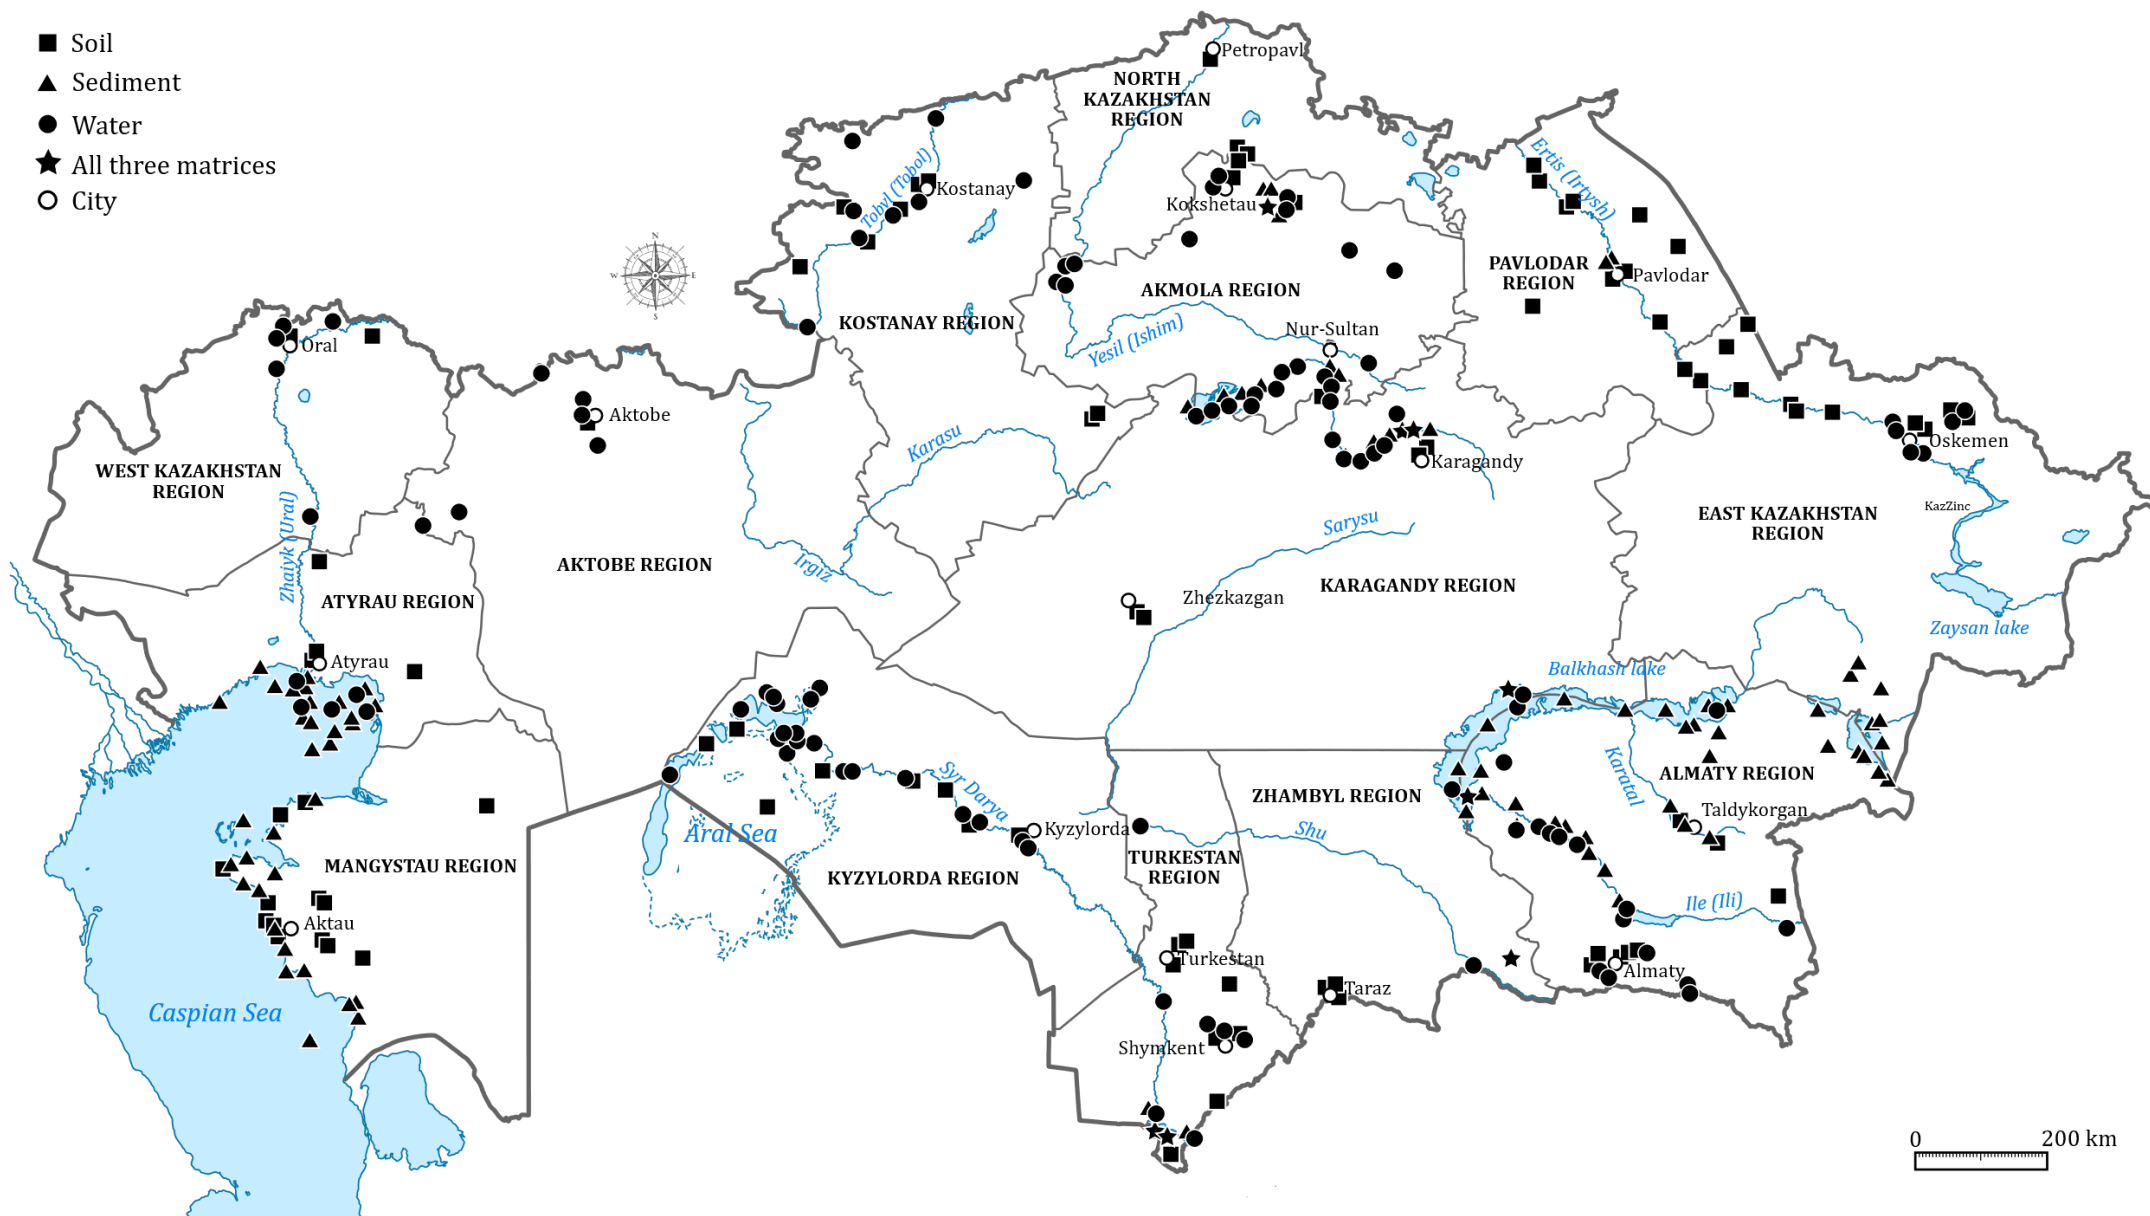 Soil
Sediment
Water
All three matrices
City
N
W
E
S
Petropavl
NORTH
KAZAKHSTAN
REGION
Tobyl (Tobol)
Kostanay
Kokshetau
Ertis (Irtysh)
PAVLODAR
REGION
Pavlodar
AKMOLA REGION
KOSTANAY REGION
Yesil (Ishim)
Nur-Sultan
Oral
Aktobe
Karasu
Karagandy
Oskemen
WEST KAZAKHSTAN
REGION
Zhaiyk (Ural)
KazZinc
EAST KAZAKHSTAN
REGION
Sarysu
AKTOBE REGION
Irgiz
KARAGANDY REGION
ATYRAU REGION
Zhezkazgan
Zaysan lake
Atyrau
Balkhash lake
Karatal
ALMATY REGION
Syr Darya
ZHAMBYL REGION
Taldykorgan
Aral Sea
Kyzylorda
Shu
MANGYSTAU REGION
KYZYLORDA REGION
TURKESTAN
REGION
Ile (Ili)
Aktau
Turkestan
Almaty
Taraz
Caspian Sea
Shymkent
0
200 km